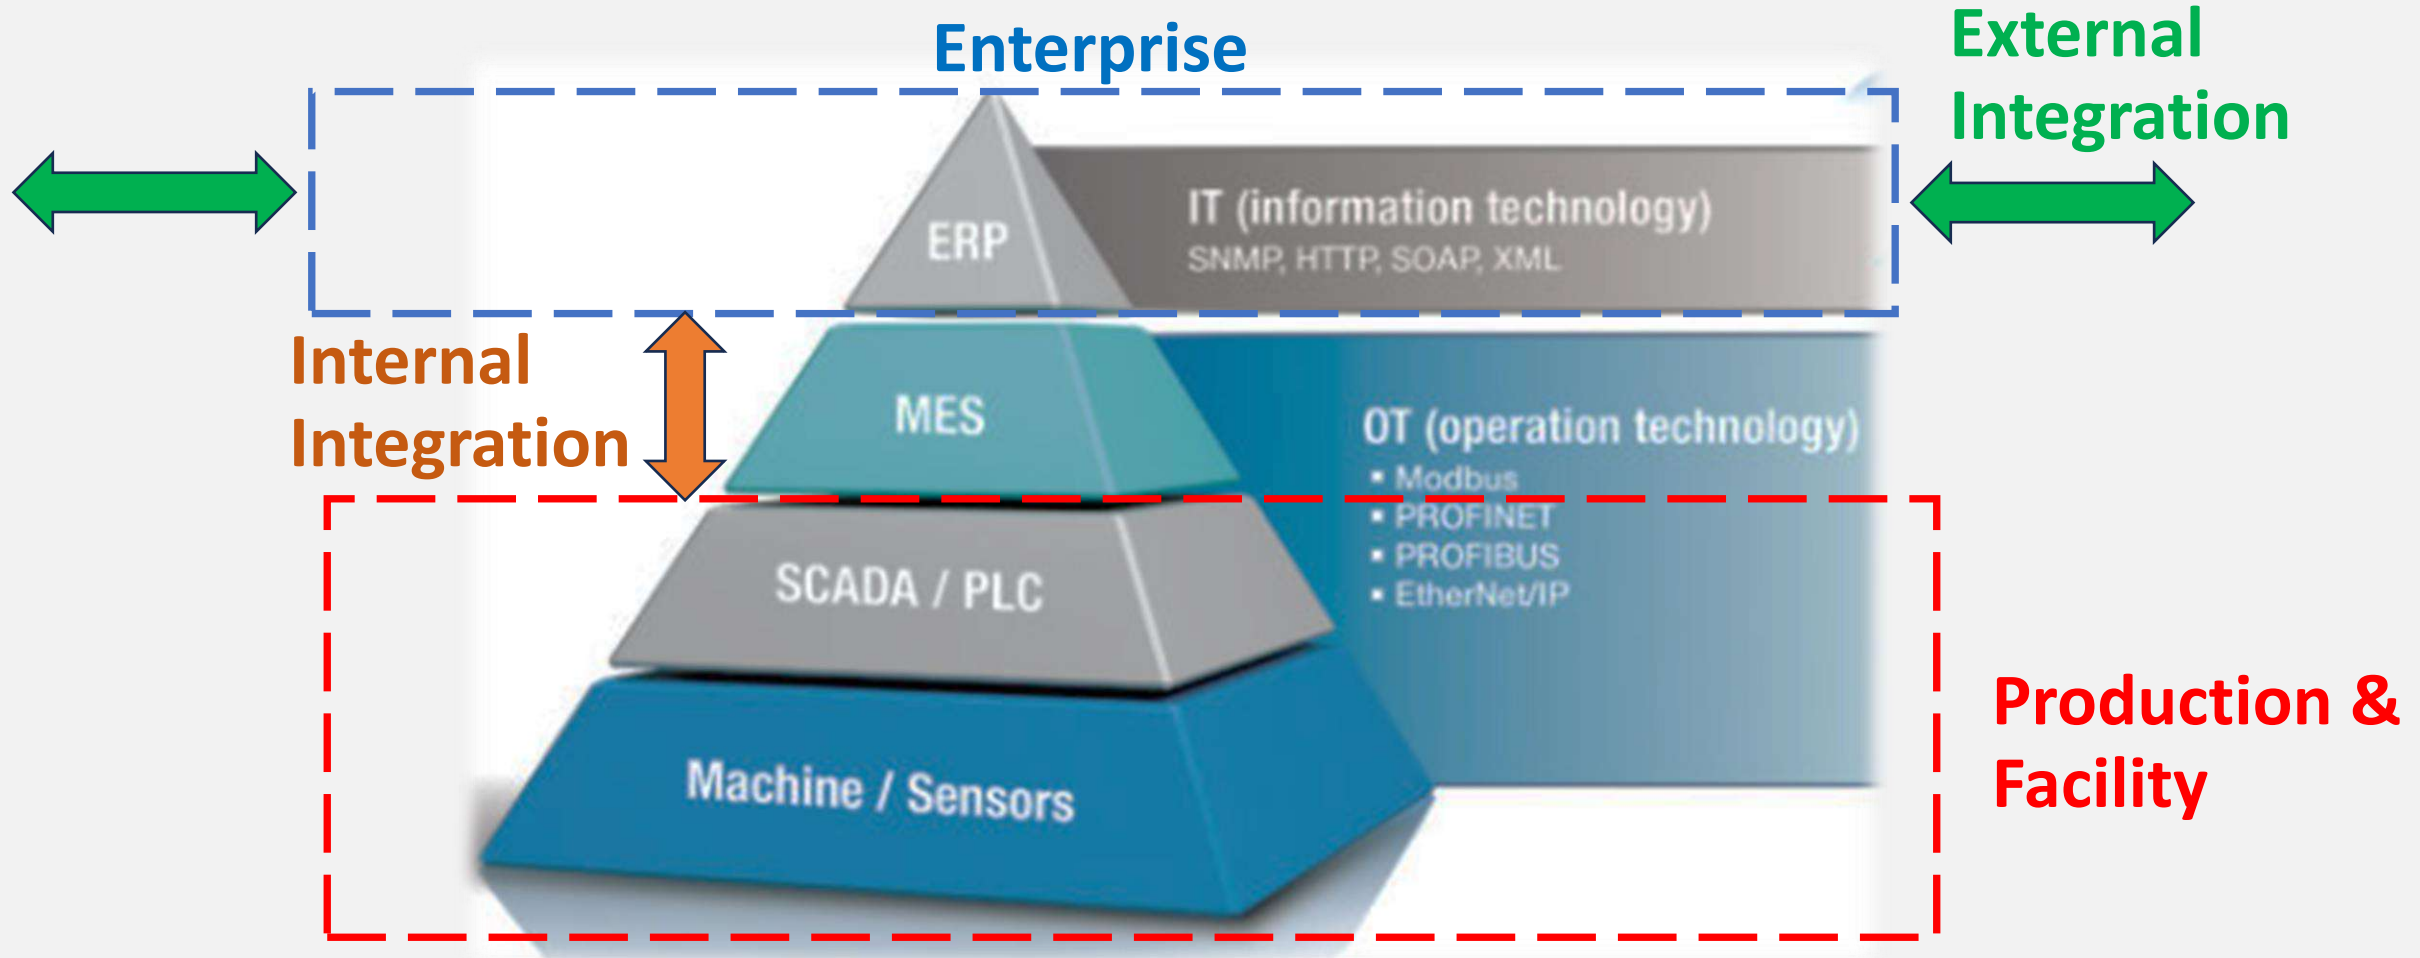 Enterprise
External
Integration
ERP
IT (information technology)
SNMP, HTTP, SOAP, XML
Internal
Integration
MES
OT (operation technology)
▪ Modbus
▪ PROFINET
▪ PROFIBUS
▪ EtherNet/IP
SCADA / PLC
Production &
Facility
Machine / Sensors